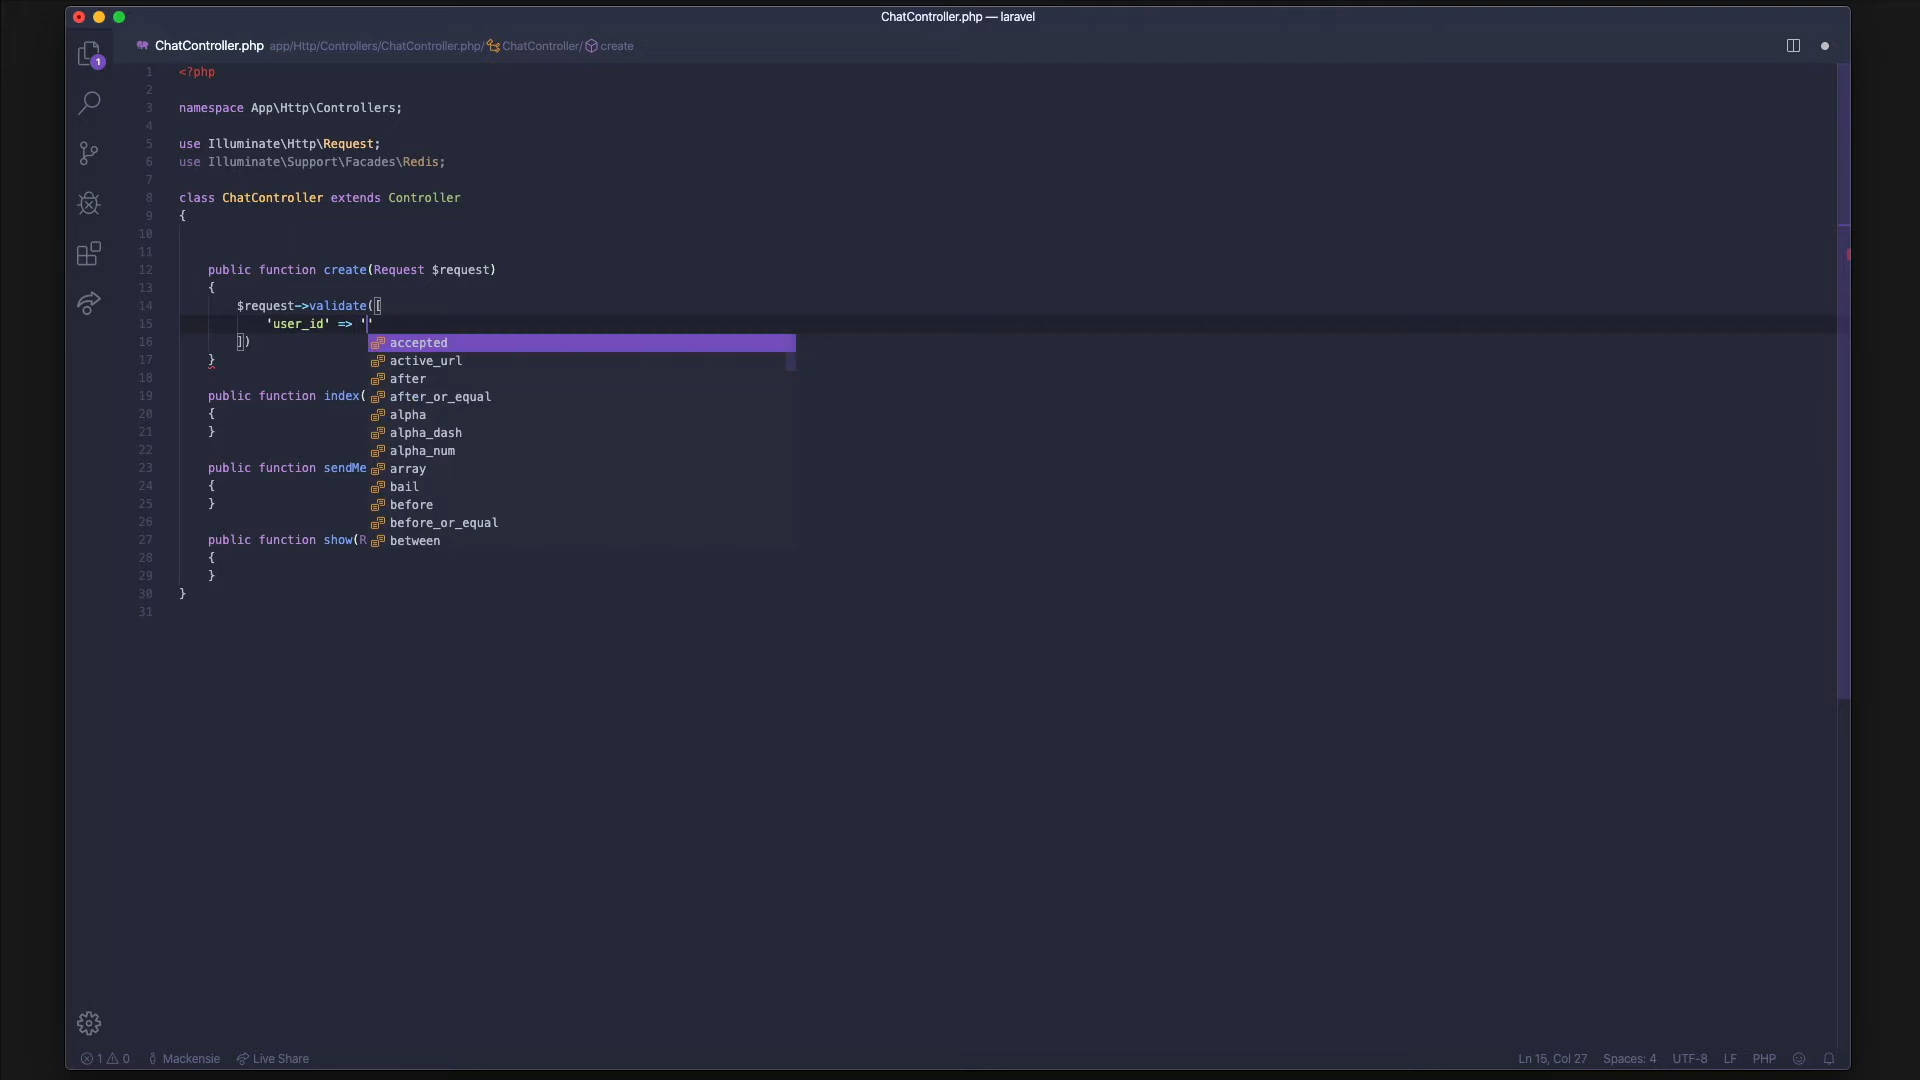 ChatController.php — laravel
ChatController.php app/Http/Controllers/ChatController.php/ ChatController/ create
1
1 <?php
2
3 namespace App\Http\Controllers;
4
5 use Illuminate\Http\Request;
6 use Illuminate\Support\Facades\Redis;
7
8 class ChatController extends Controller
9 {
10
11
12 public function create(Request $request)
13 {
14 $request->validate([
15 'user_id' => ''
16 ])
17 }
18
19 public function index(
20 {
21 }
22
23 public function sendMe
24 {
25 }
26
27 public function show(R
28 {
29 }
30 }
31
accepted
active_url
after
after_or_equal
alpha
alpha_dash
alpha_num
array
bail
before
before_or_equal
between
1 0 Mackensie Live Share Ln 15, Col 27 Spaces: 4 UTF-8 LF PHP